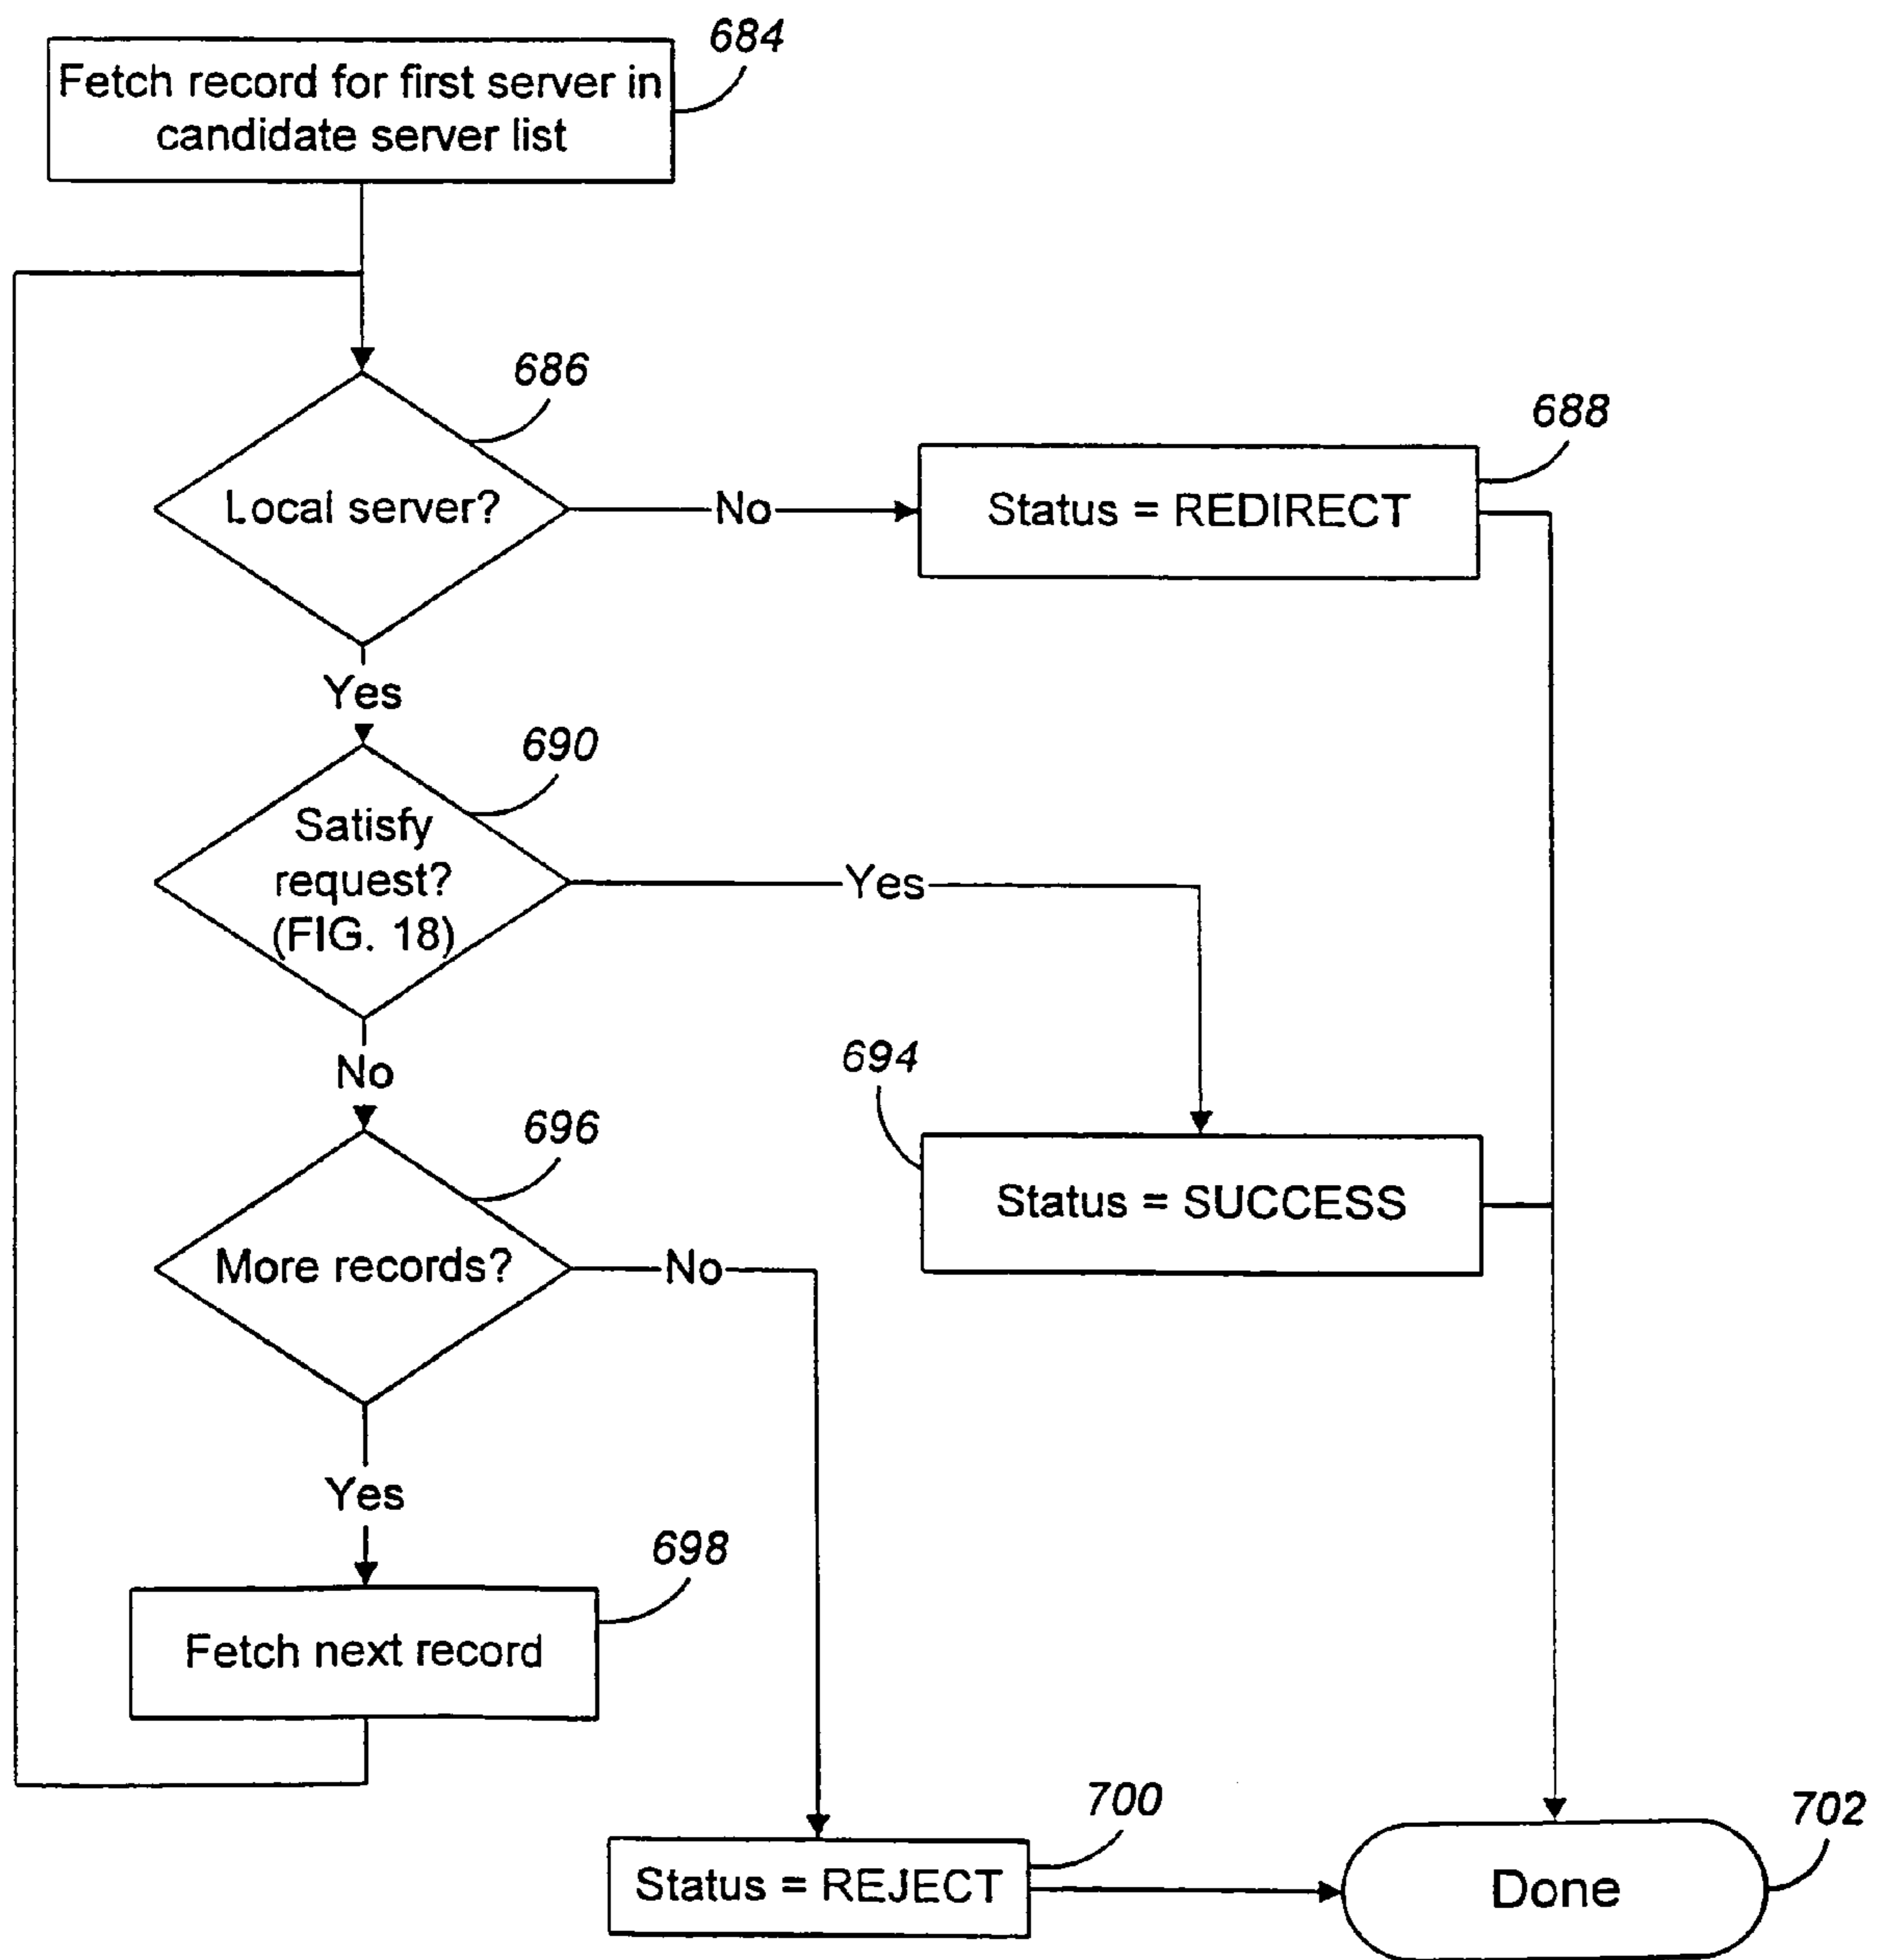 684
Fetch record for first server in
candidate server list
686
Local server?
No
688
Status = REDIRECT
Yes
690
Satisfy
request?
(FIG. 18)
Yes
No
694
Status = SUCCESS
696
More records?
No
Yes
698
Fetch next record
700
Status = REJECT
702
Done